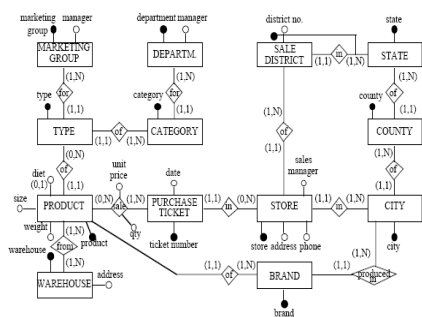 marketing group
manager
department
manager
district no.
state
MARKETING GROUP
DEPARTM.
SALE DISTRICT
in
STATE
(1,1)
(1,N)
(1,N)
(1,N)
(1,N)
type
for
category
for
county
of
(1,1)
(1,1)
(1,N)
(1,1)
TYPE
of
CATEGORY
of
COUNTY
(1,1)
(1,N)
(0,N)
(1,1)
(1,N)
diet
(0,1)
of
unit price
date
sales manager
of
(1,1)
(0,N)
(1,N)
(1,1)
(0,N)
(1,1)
(1,N)
(1,1)
size
PRODUCT
sale
PURCHASE TICKET
in
STORE
in
CITY
weight
(1,N)
product
qty
ticket number
store
address
phone
city
warehouse
from
(1,N)
(1,N)
address
(1,1)
of
(1,N)
BRAND
(1,1)
produced in
WAREHOUSE
brand